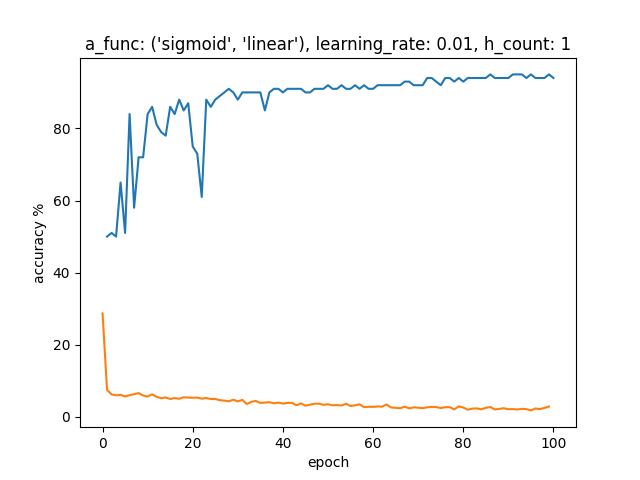 a_func: ('sigmoid', 'linear'), learning_rate: 0.01, h_count: 1
accuracy %
80
60
40
20
0
0 20 40 60 80 100
epoch